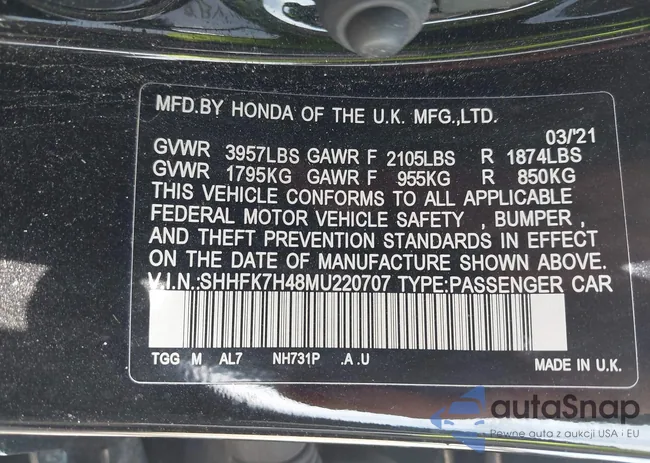 MFD.BY HONDA OF THE U.K. MFG.,LTD.
03/'21
GVWR 3957LBS GAWR F 2105LBS R 1874LBS
GVWR 1795KG GAWR F 955KG R 850KG
THIS VEHICLE CONFORMS TO ALL APPLICABLE
FEDERAL MOTOR VEHICLE SAFETY , BUMPER ,
AND THEFT PREVENTION STANDARDS IN EFFECT
ON THE DATE OF MANUFACTURE SHOWN ABOVE.
V.I.N.:SHHFK7H48MU220707 TYPE:PASSENGER CAR
TGG M AL7 NH731P .A .U
MADE IN U.K.
autaSnap
Pewne auta z aukcji USA i EU